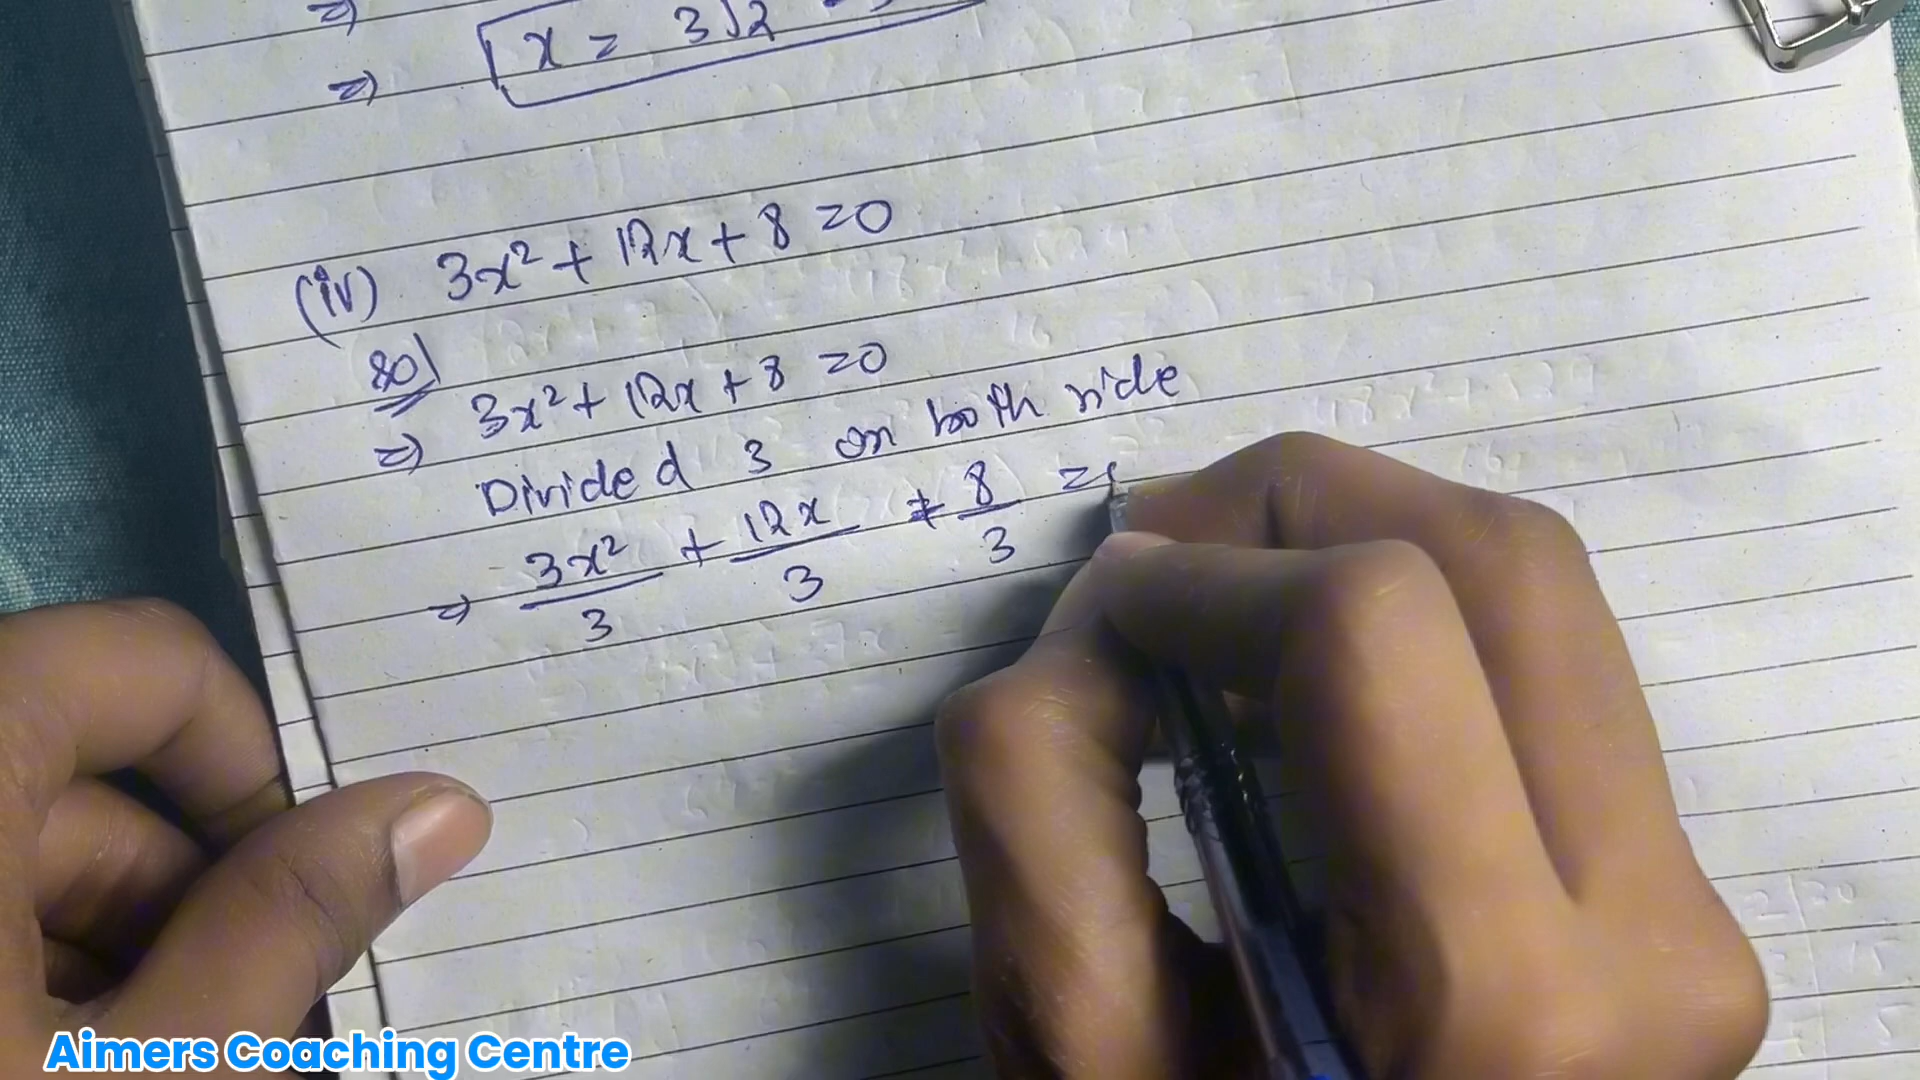 ⇒
⇒ x = 3√2
(iv) 3x² + 12x + 8 = 0
Sol
⇒ 3x² + 12x + 8 = 0
Divided 3 on both side
⇒ 3x²/3 + 12x/3 + 8/3 =
Aimers Coaching Centre